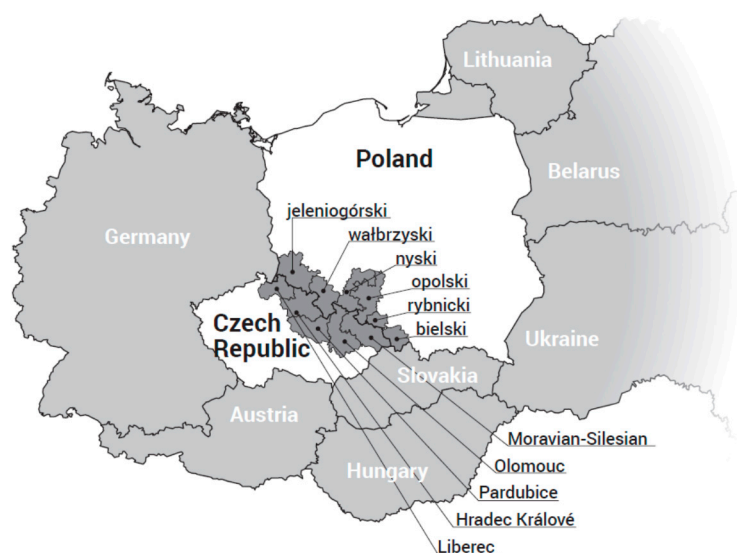 Lithuania
Poland
Belarus
jeleniogórski
Germany
wałbrzyski
nyski
opolski
rybnicki
bielski
Czech
Republic
Ukraine
Slovakia
Austria
Moravian-Silesian
Hungary
Olomouc
Pardubice
Hradec Králové
Liberec